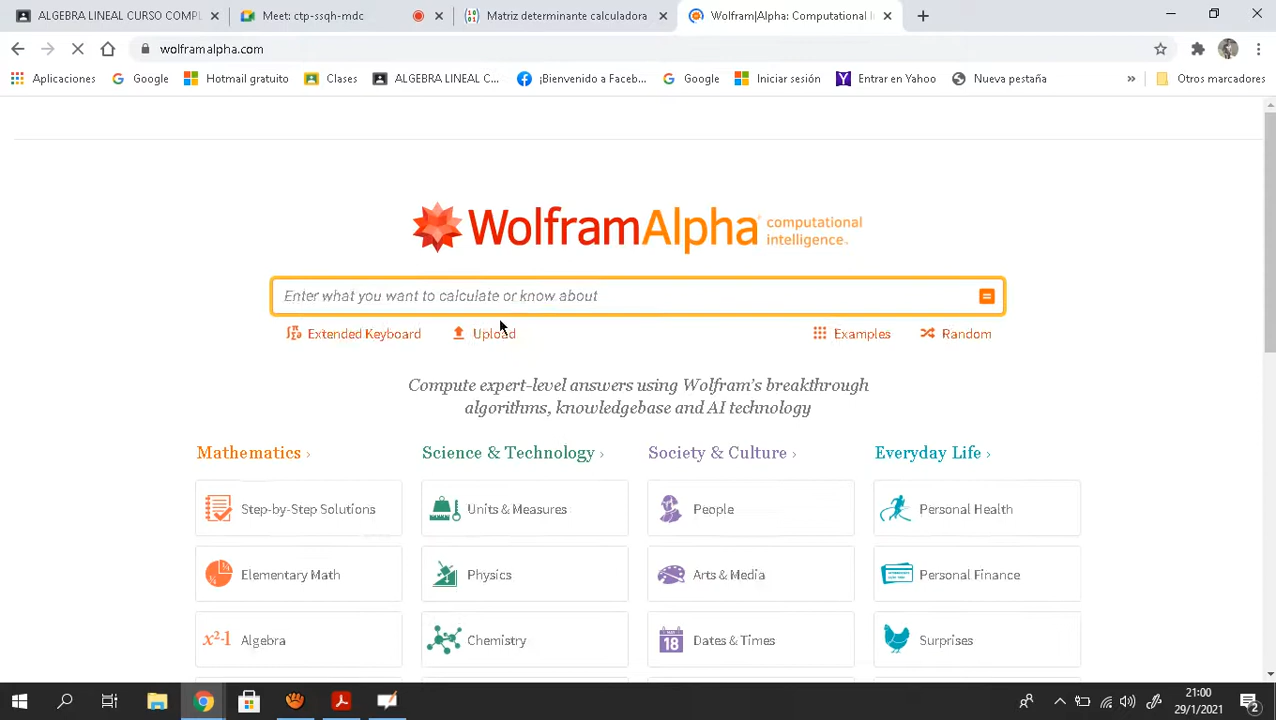 ALGEBRA LINEAL CURSO COMPL
Meet: ctp-ssqh-mdc
Matriz determinante calculadora
Wolfram|Alpha: Computational I
wolframalpha.com
Aplicaciones
Google
Hotmail gratuito
Clases
ALGEBRA LINEAL C...
¡Bienvenido a Faceb...
Google
Iniciar sesión
Entrar en Yahoo
Nueva pestaña
»
Otros marcadores
WolframAlpha computational intelligence.
Enter what you want to calculate or know about
Extended Keyboard
Upload
Examples
Random
Compute expert-level answers using Wolfram's breakthrough
algorithms, knowledgebase and AI technology
Mathematics ›
Science & Technology ›
Society & Culture ›
Everyday Life ›
Step-by-Step Solutions
Units & Measures
People
Personal Health
Elementary Math
Physics
Arts & Media
Personal Finance
x²-1 Algebra
Chemistry
18 Dates & Times
Surprises
21:00
29/1/2021
2